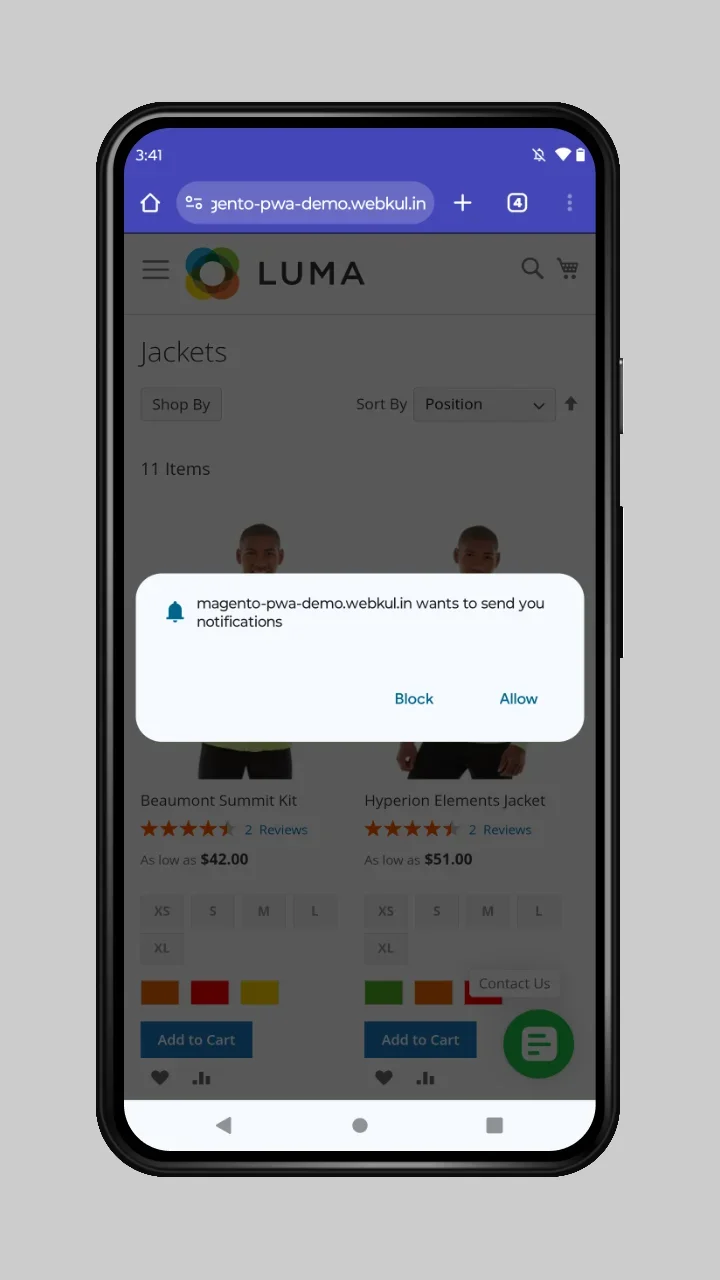 3:41
gento-pwa-demo.webkul.in
4
LUMA
Jackets
Shop By
Sort By
Position
11 Items
magento-pwa-demo.webkul.in wants to send you
notifications
Block
Allow
Beaumont Summit Kit
Hyperion Elements Jacket
2 Reviews
2 Reviews
As low as $42.00
As low as $51.00
XS S M L
XS S M L
XL
XL
Contact Us
Add to Cart
Add to Cart